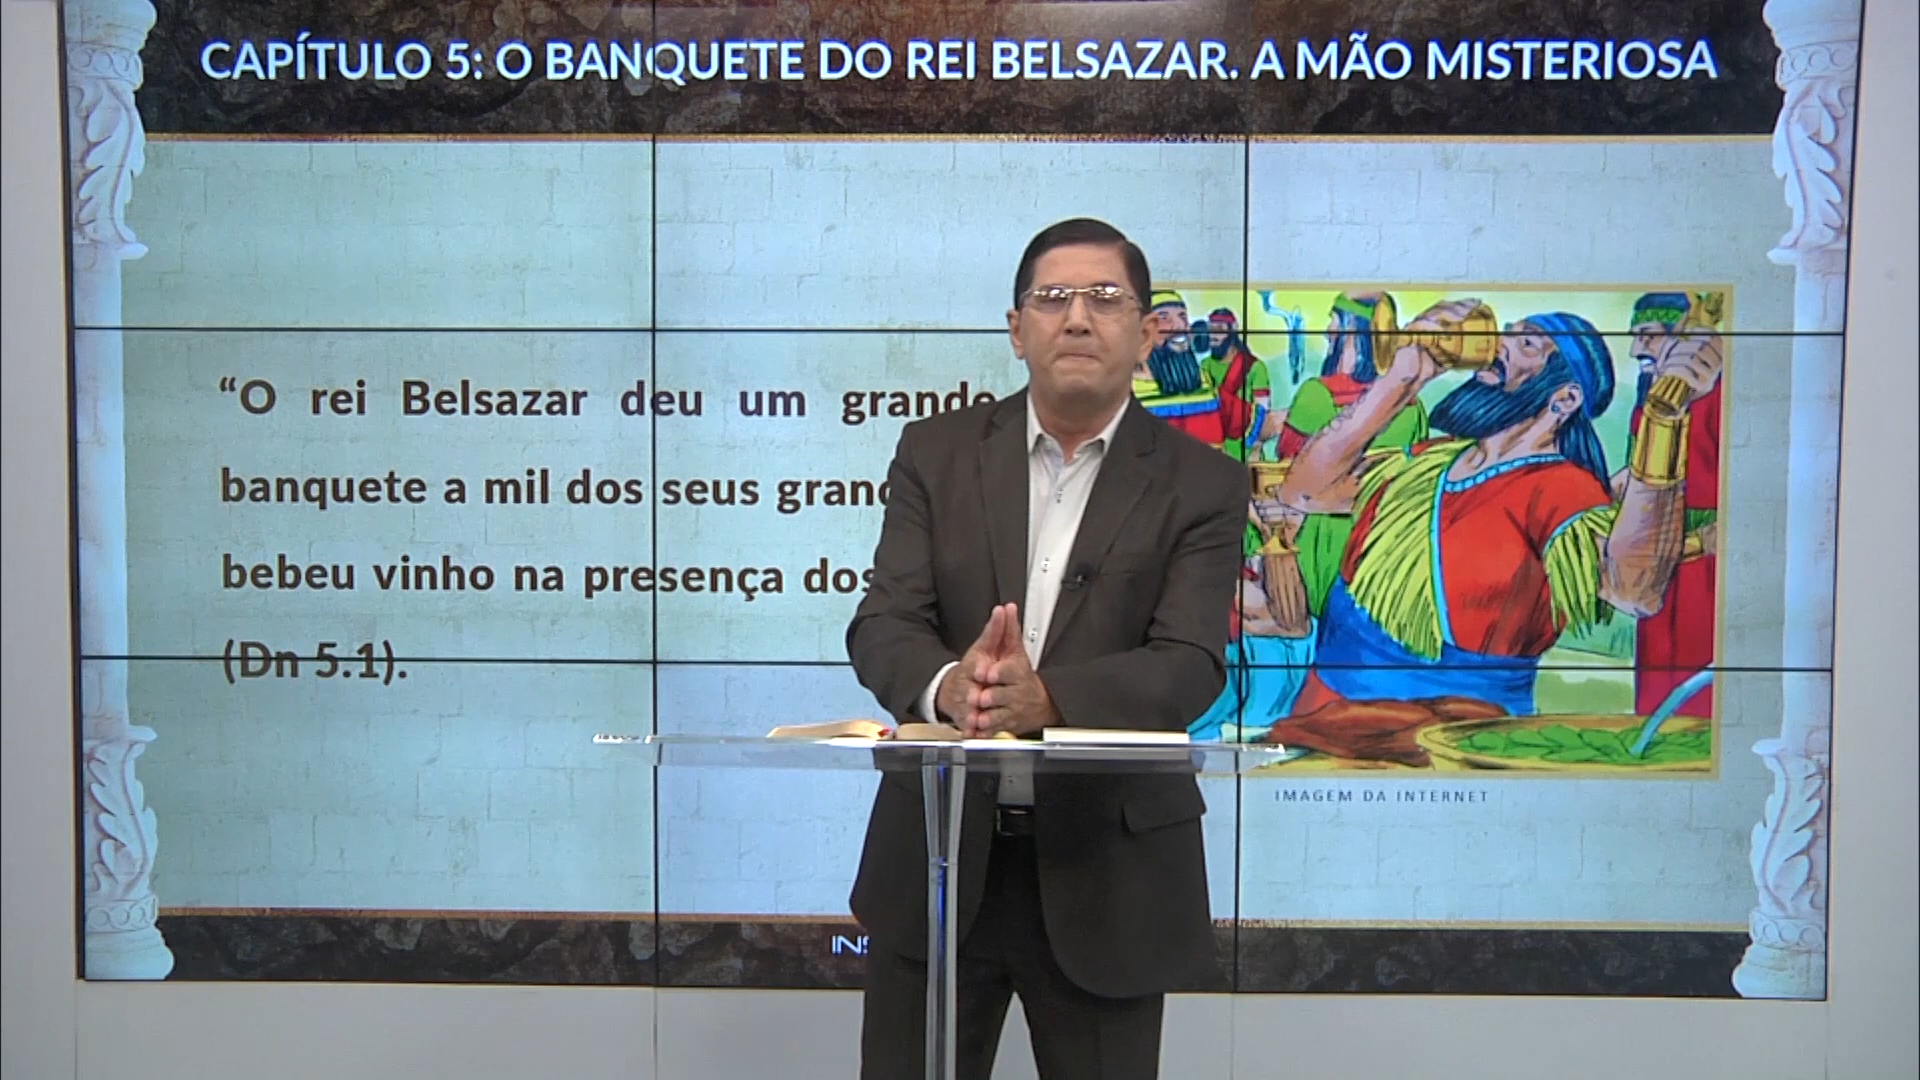 CAPÍTULO 5: O BANQUETE DO REI BELSAZAR. A MÃO MISTERIOSA
“O rei Belsazar deu um grande
banquete a mil dos seus
bebeu vinho na presença
(Dn 5.1).
IMAGEM DA INTERNET